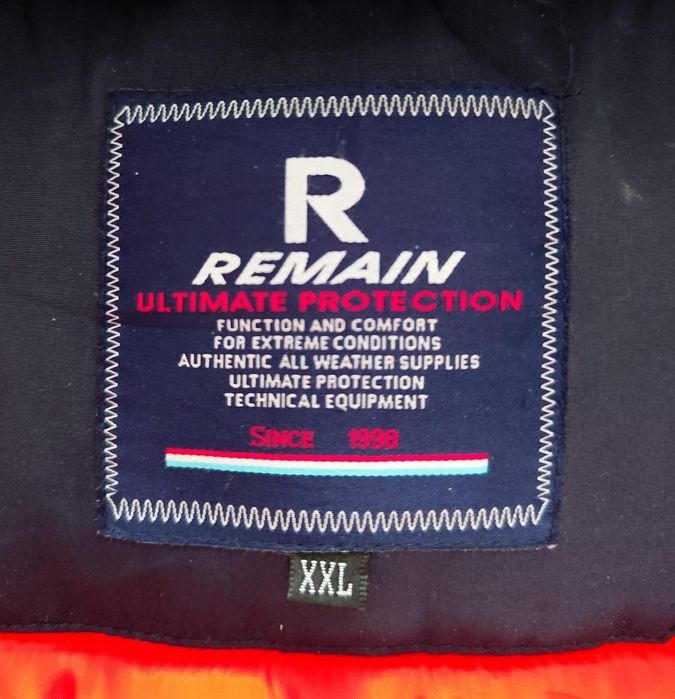 R
REMAIN
ULTIMATE PROTECTION
FUNCTION AND COMFORT
FOR EXTREME CONDITIONS
AUTHENTIC ALL WEATHER SUPPLIES
ULTIMATE PROTECTION
TECHNICAL EQUIPMENT
SINCE 1998
XXL